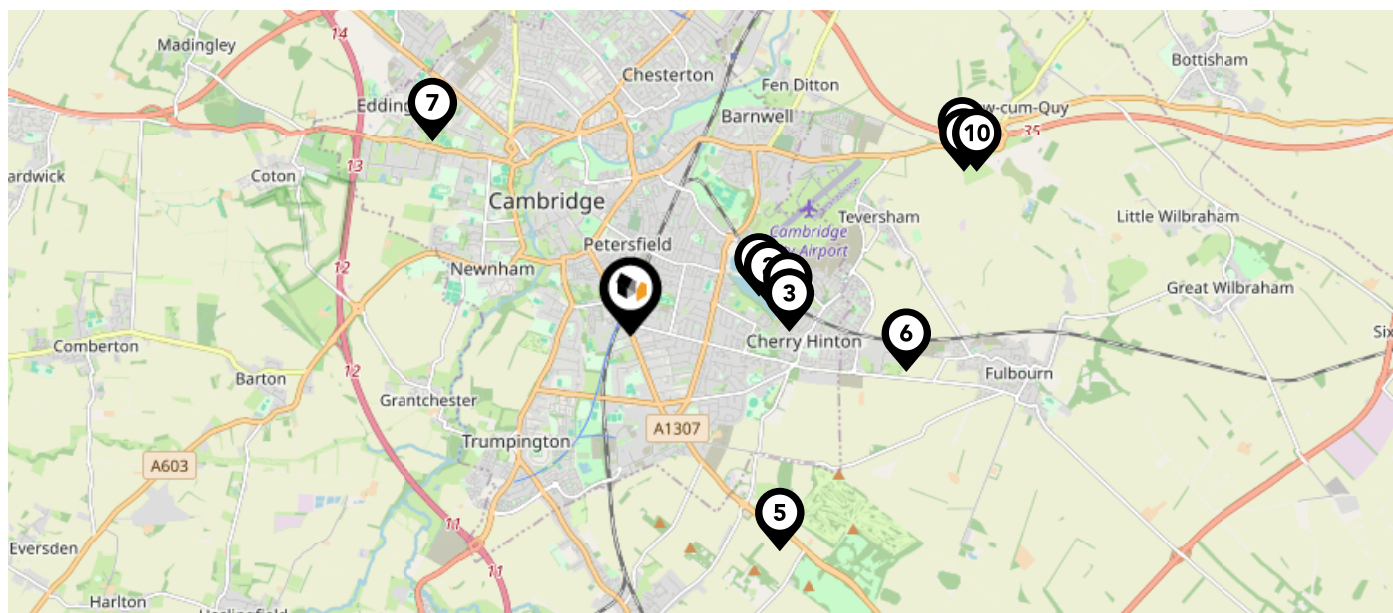 14
Madingley
Chesterton
Bottisham
Fen Ditton
Edding
7
w-cum-Quy
Barnwell
10
35
13
ardwick
Coton
Cambridge
Teversham
Little Wilbraham
Cambridge
y Airport
Petersfield
Newnham
12
3
Great Wilbraham
6
Six
Comberton
Cherry Hinton
12
Barton
Fulbourn
Grantchester
A1307
Trumpington
A603
5
11
Eversden
11
Harlton